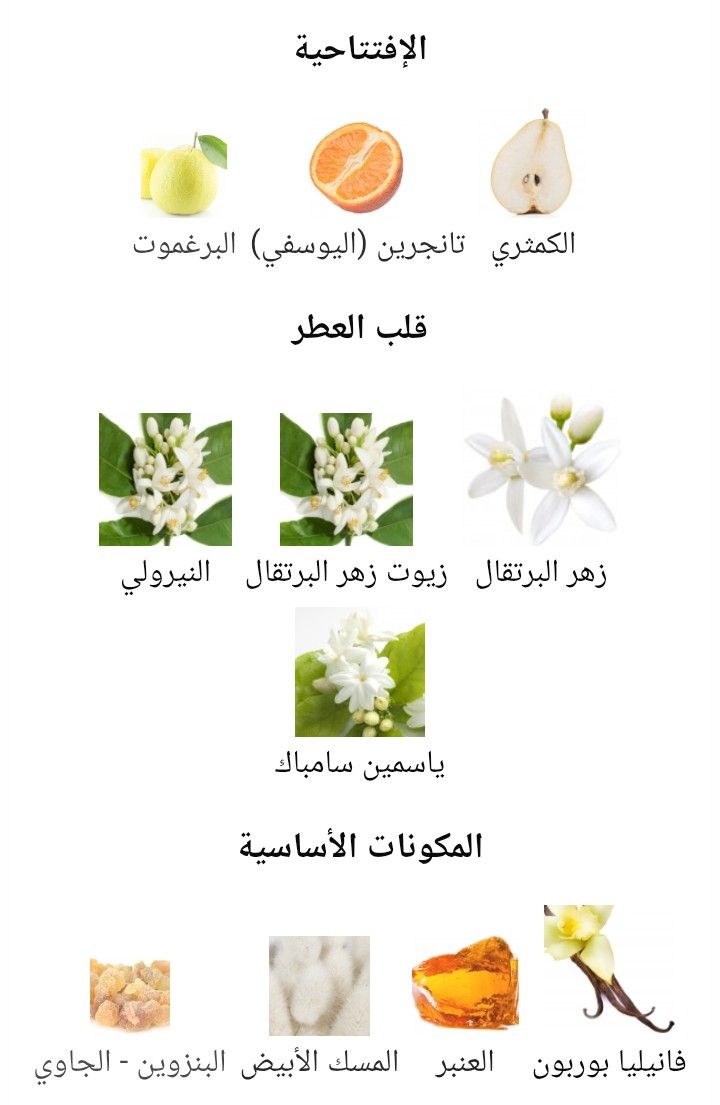 الإفتتاحية
الكمثري تانجرين (اليوسفي) البرغموت
قلب العطر
زهر البرتقال زيوت زهر البرتقال النيرولي
ياسمين سامباك
المكونات الأساسية
فانيليا بوربون العنبر المسك الأبيض البنزوين - الجاوي